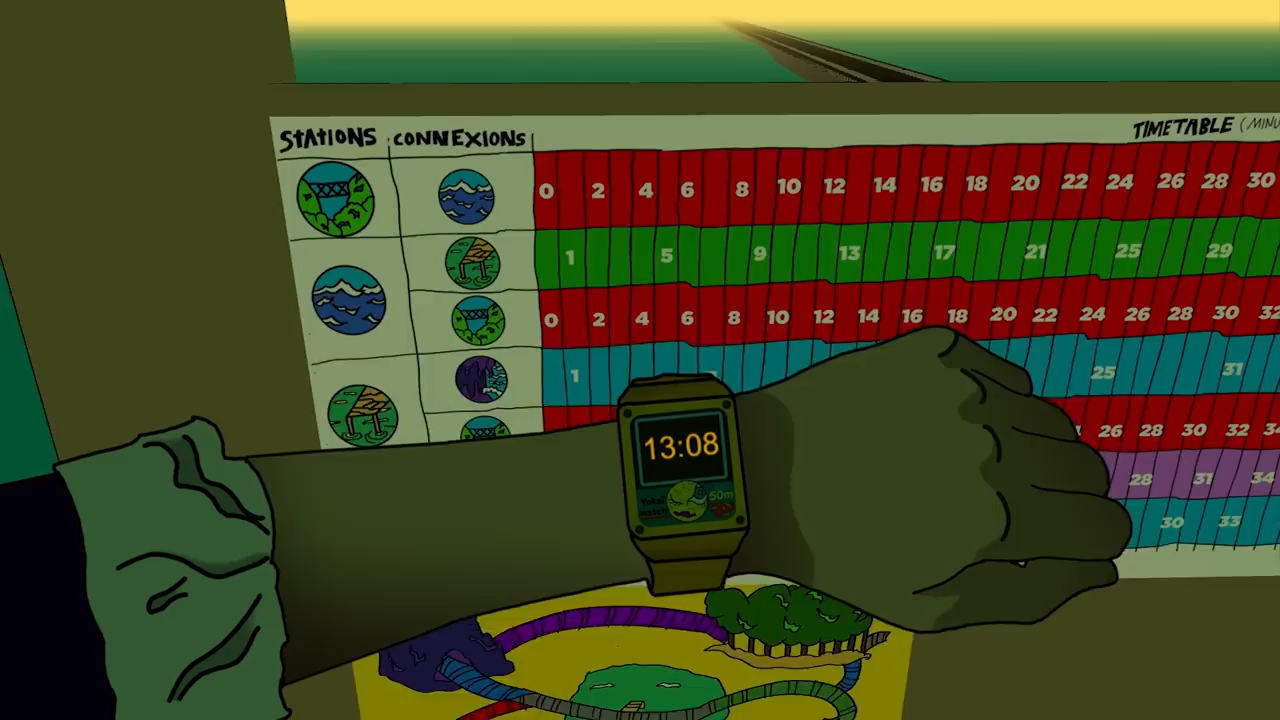 STATIONS CONNEXIONS TIMETABLE (MINU
0 2 4 6 8 10 12 14 16 18 20 22 24 26 28 30
1 5 9 13 17 21 25 29
0 2 4 6 8 10 12 14 16 18 20 22 24 26 28 30 32
1 25 31
26 28 30 32 34
28 31 34
30 33
13:08
Yokai 50m
watch